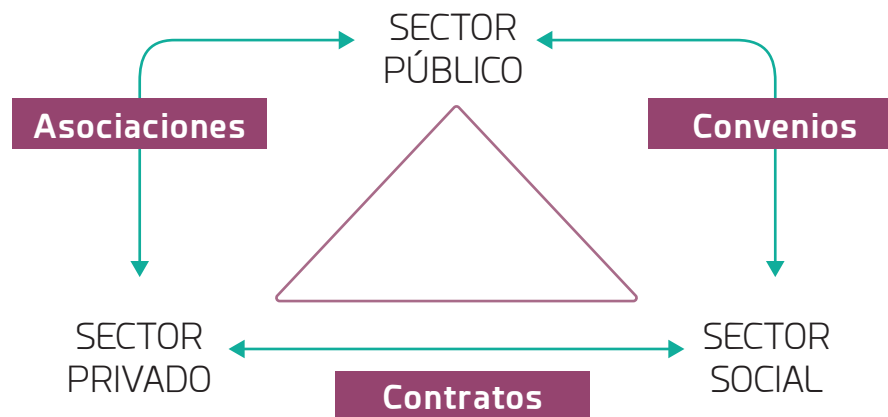 SECTOR
PÚBLICO
Asociaciones
Convenios
SECTOR
PRIVADO
SECTOR
SOCIAL
Contratos